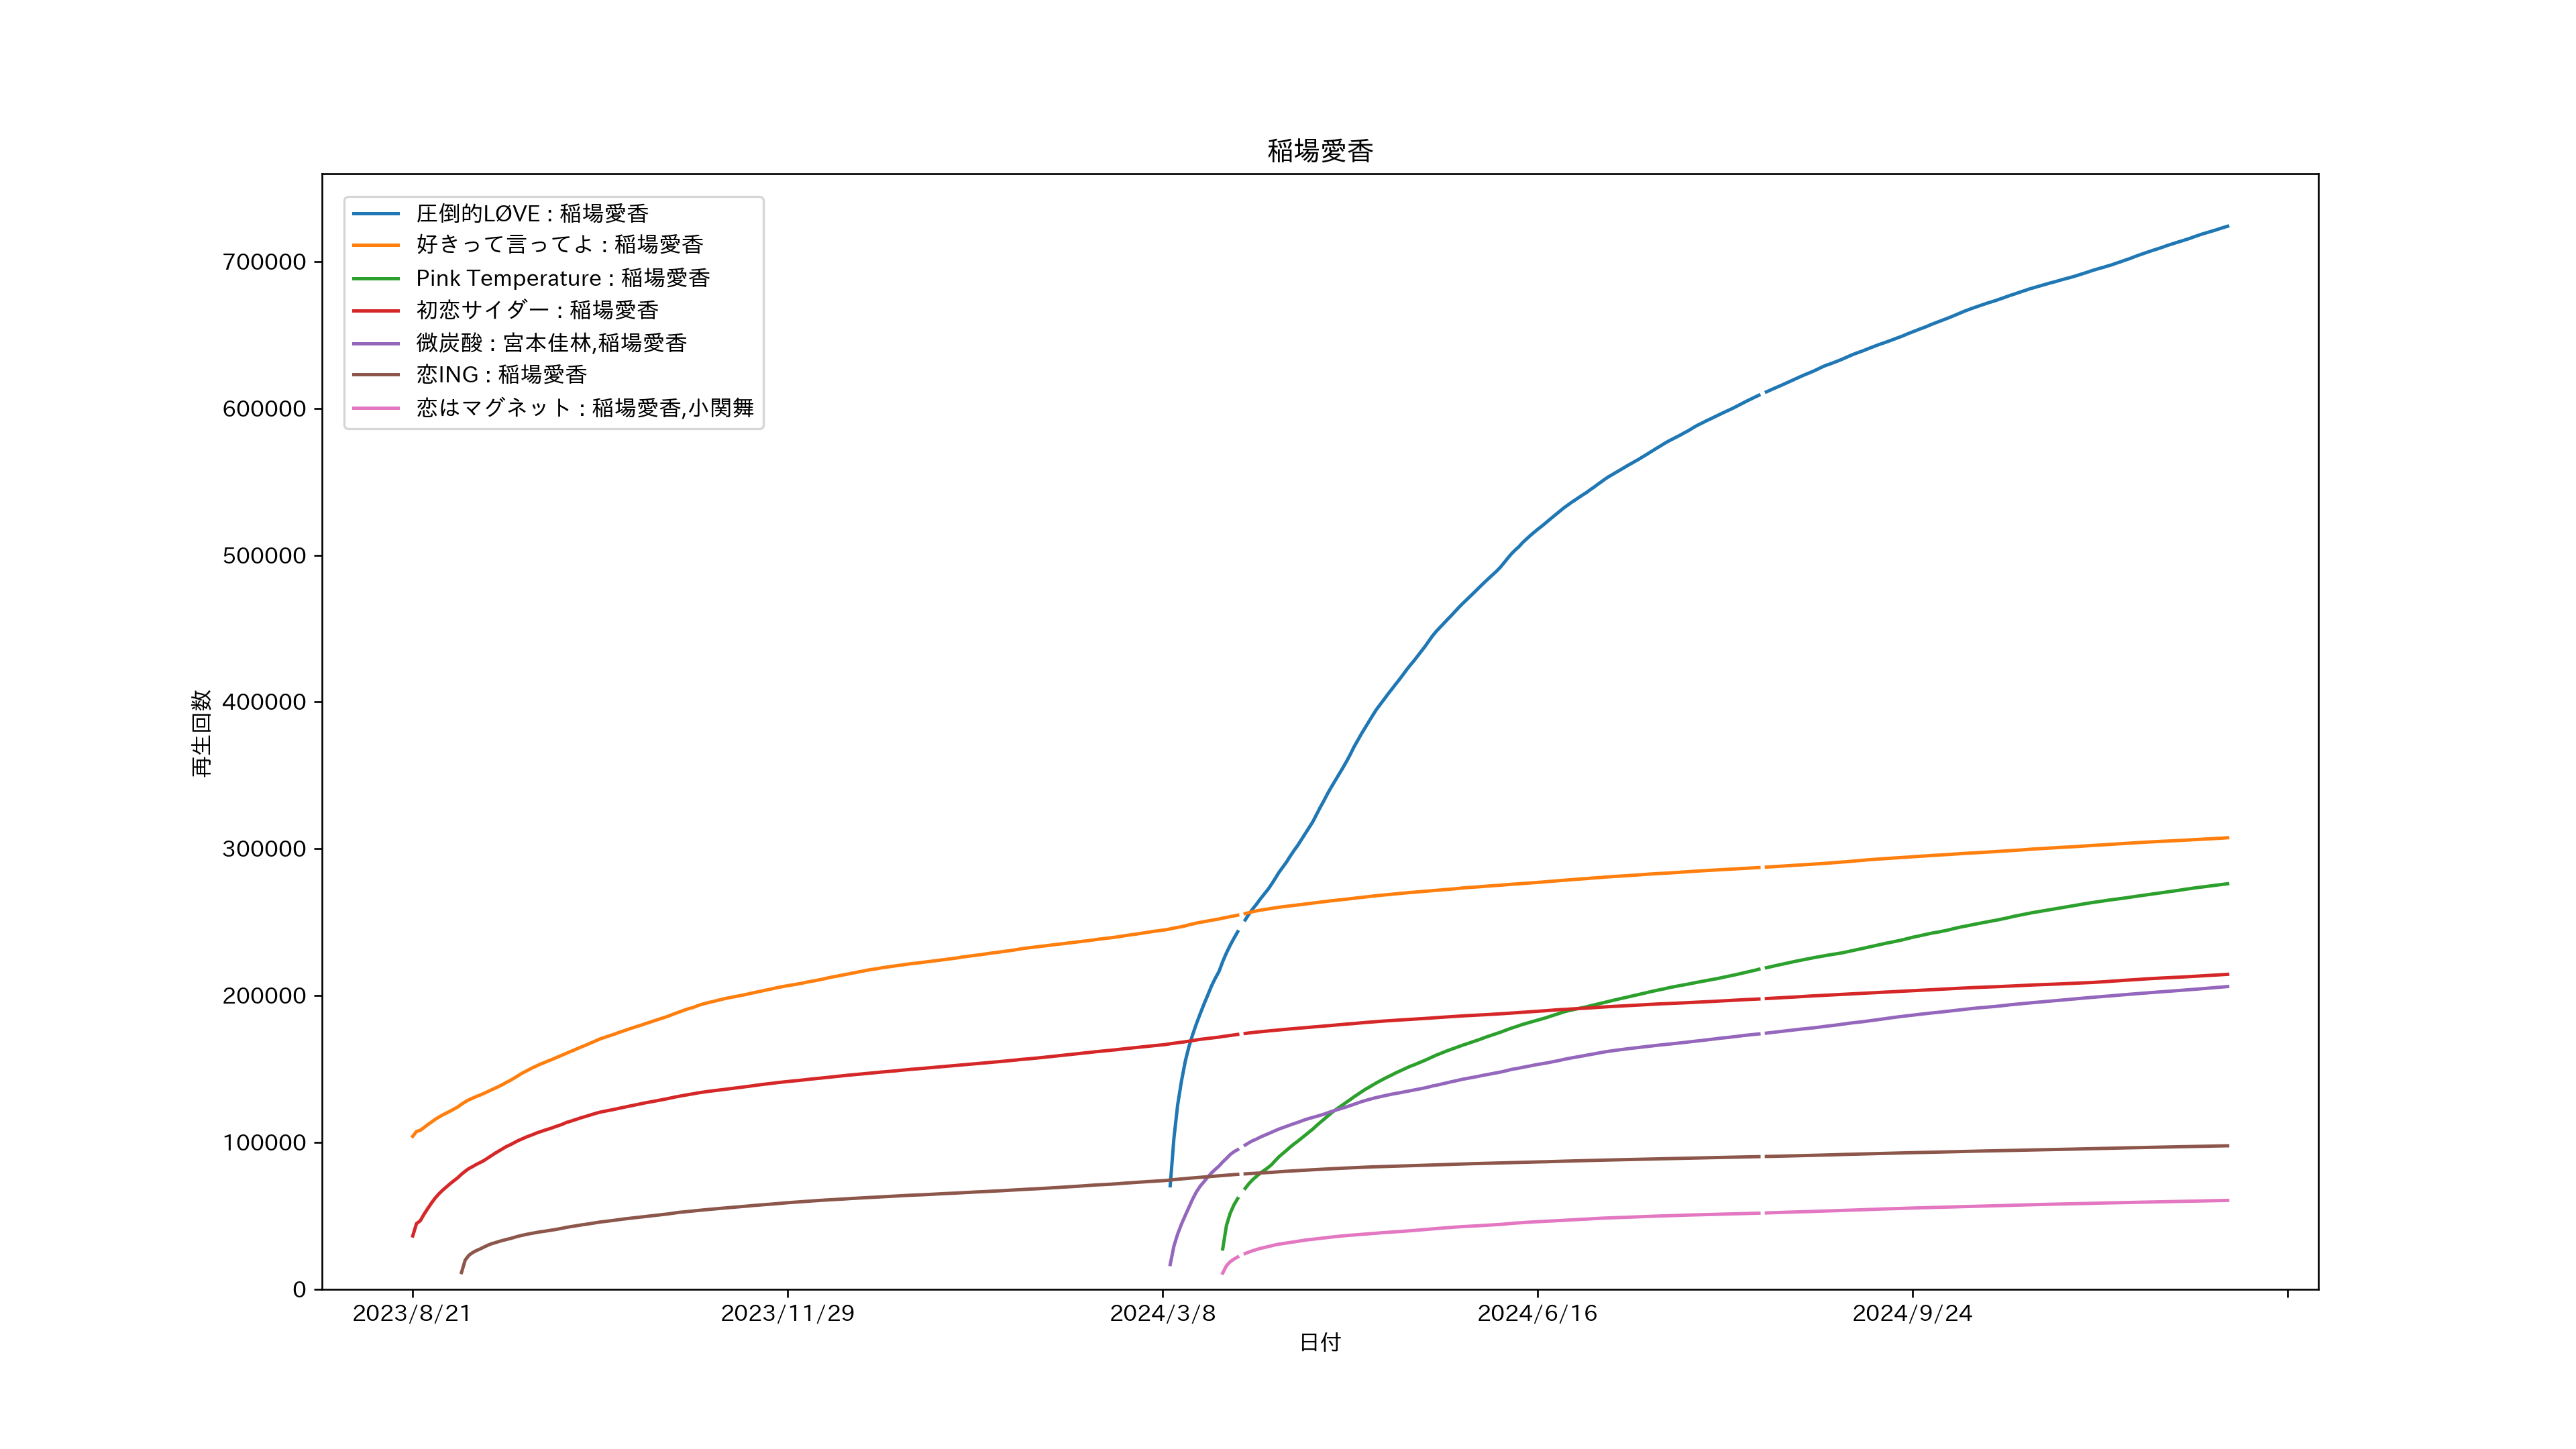 稲場愛香
圧倒的LØVE : 稲場愛香
好きって言ってよ : 稲場愛香
Pink Temperature : 稲場愛香
初恋サイダー : 稲場愛香
微炭酸 : 宮本佳林,稲場愛香
恋ING : 稲場愛香
恋はマグネット : 稲場愛香,小関舞
700000
600000
500000
400000
300000
200000
100000
0
再生回数
2023/8/21
2023/11/29
2024/3/8
2024/6/16
2024/9/24
日付